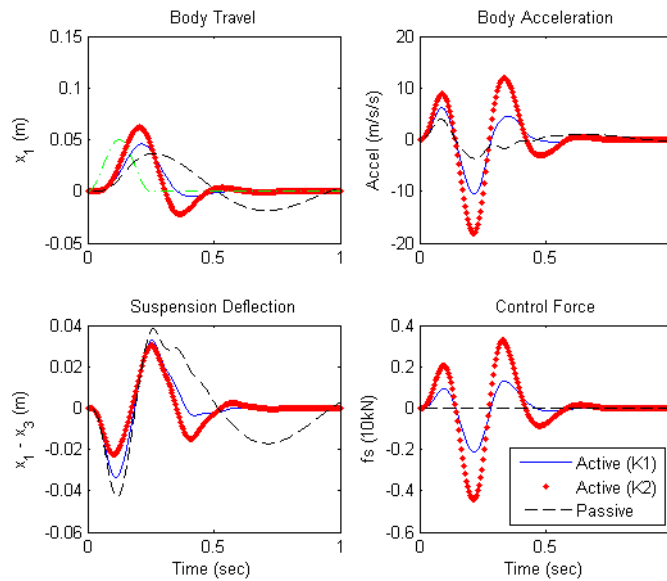 Body Travel
0.15
0.1
0.05
0
-0.05
x1 (m)
0
0.5
1
Body Acceleration
20
10
0
-10
-20
Accel (m/s/s)
0
0.5
Suspension Deflection
0.04
0.02
0
-0.02
-0.04
-0.06
x1 - x3 (m)
0
0.5
1
Time (sec)
Control Force
0.4
0.2
0
-0.2
-0.4
-0.6
fs (10kN)
Active (K1)
Active (K2)
Passive
0
0.5
1
Time (sec)